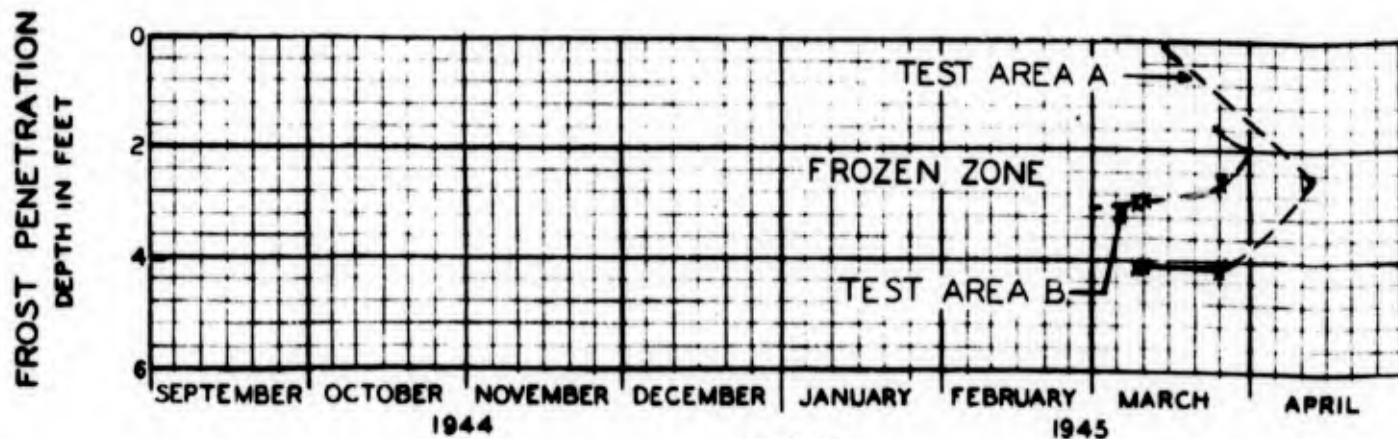 FROST PENETRATION
DEPTH IN FEET
0
2
4
6
TEST AREA A
FROZEN ZONE
TEST AREA B
SEPTEMBER OCTOBER NOVEMBER DECEMBER JANUARY FEBRUARY MARCH APRIL
1944 1945